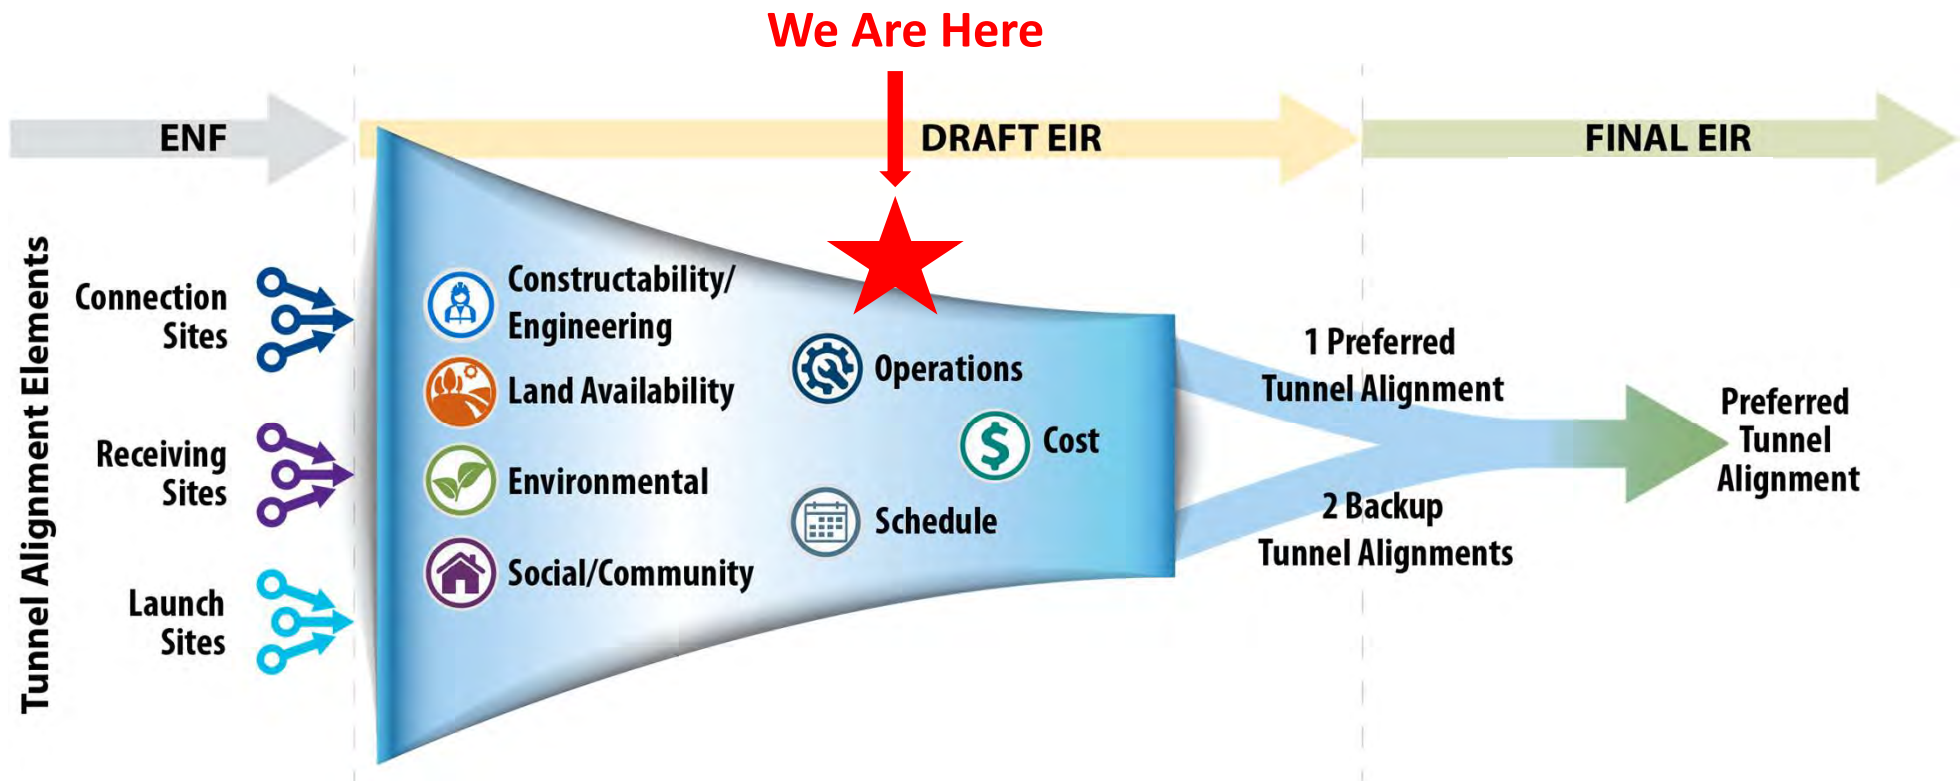 We Are Here
ENF
DRAFT EIR
FINAL EIR
Tunnel Alignment Elements
Connection
Sites
Receiving
Sites
Launch
Sites
Constructability/
Engineering
Land Availability
Environmental
Social/Community
Operations
Cost
Schedule
1 Preferred
Tunnel Alignment
2 Backup
Tunnel Alignments
Preferred
Tunnel
Alignment